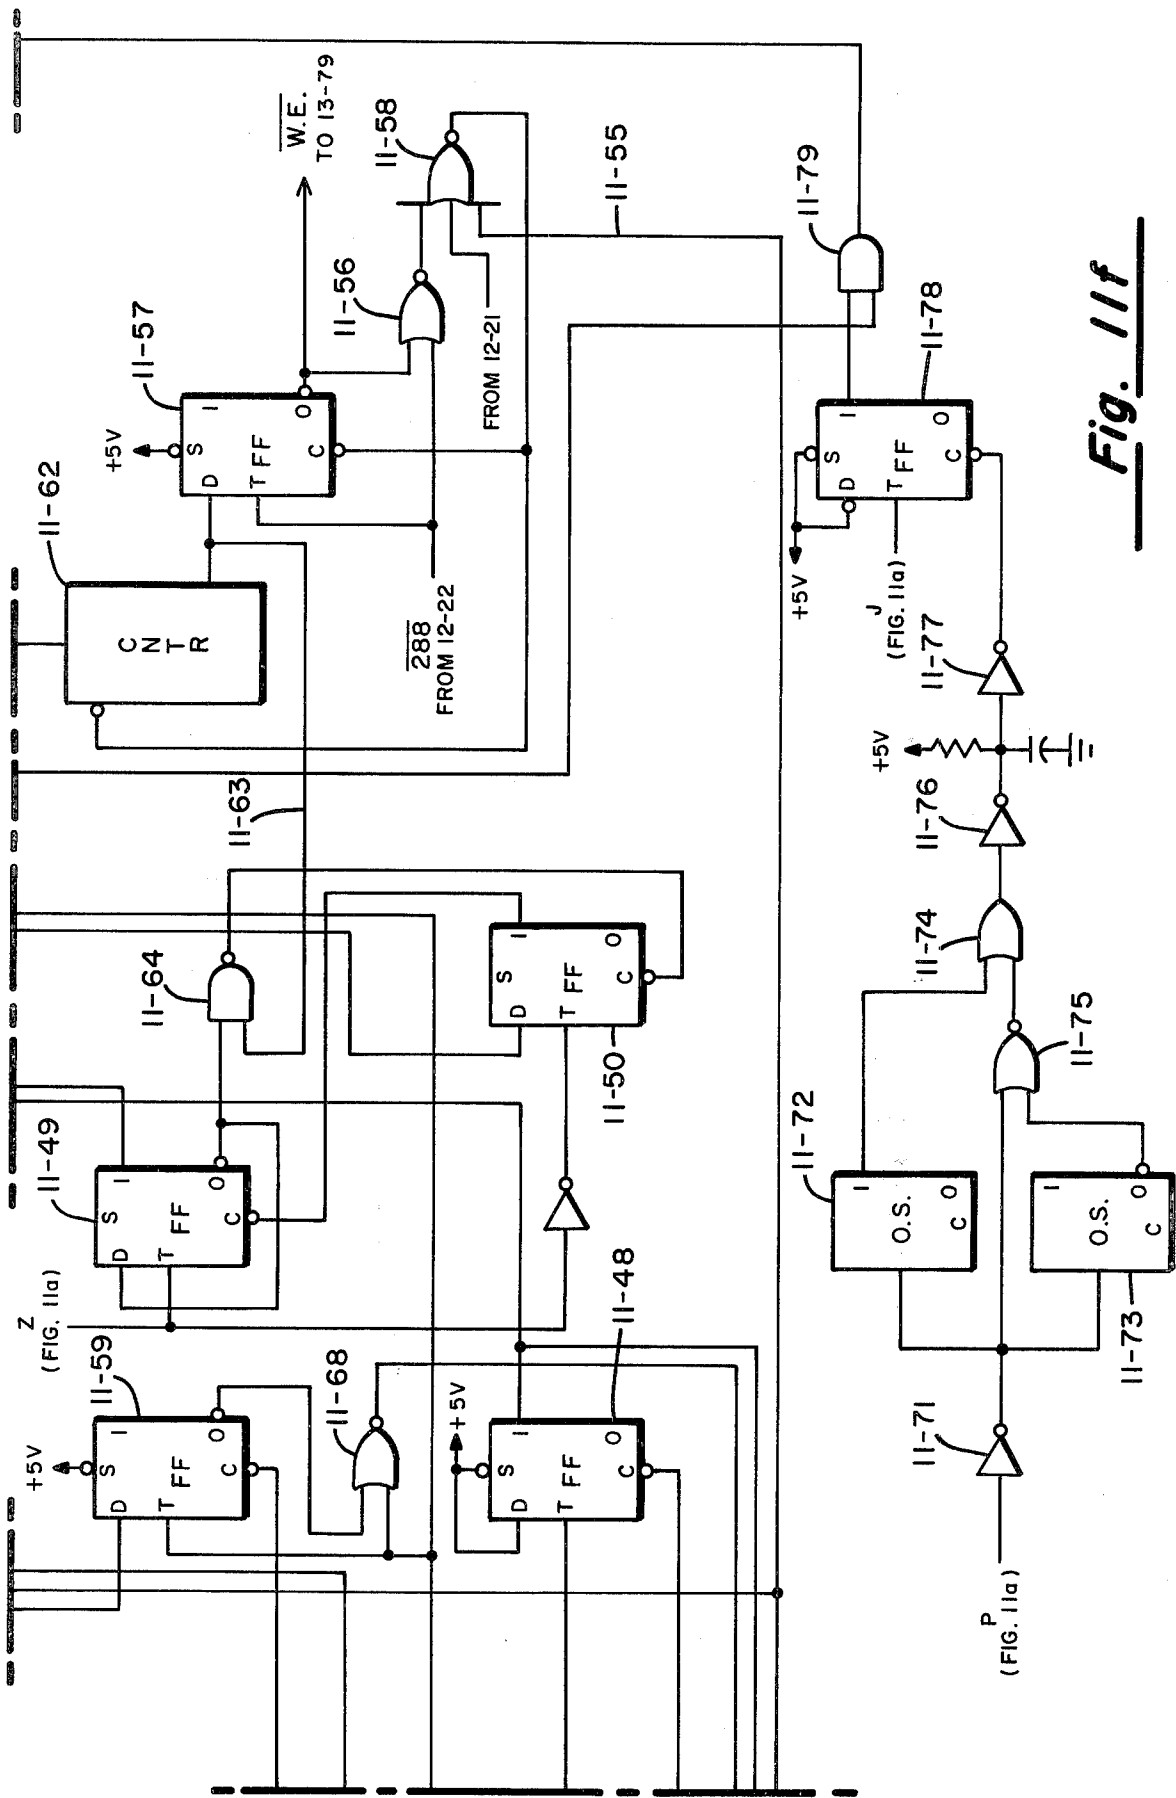 11-59
+5V
D
S
I
T
FF
O
C
11-68
+5V
D
S
I
T
FF
O
C
11-48
Z
(FIG. 11a)
11-49
D
S
I
T
FF
O
C
11-64
11-63
D
S
I
T
FF
O
C
11-50
11-62
CNTR
11-57
+5V
D
S
I
T
FF
O
C
W.E.
TO 13-79
288
FROM 12-22
11-56
FROM 12-21
11-58
11-55
P
(FIG. 11a)
11-71
11-72
I
O.S.
O
C
I
O.S.
O
C
11-73
11-75
11-74
11-76
+5V
11-77
+5V
J
(FIG. 11a)
D
S
I
T
FF
O
C
11-78
11-79
Fig. 11f